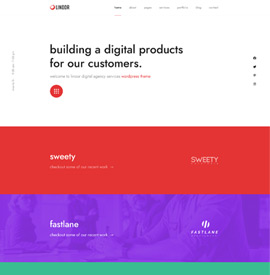 LINOOR
home about pages services portfolio blog contact
building a digital products
for our customers.
welcome to linoor digital agency services wordpress theme.
sweety
checkout some of our recent work →
SWEETY
fastlane
checkout some of our recent work →
FASTLANE